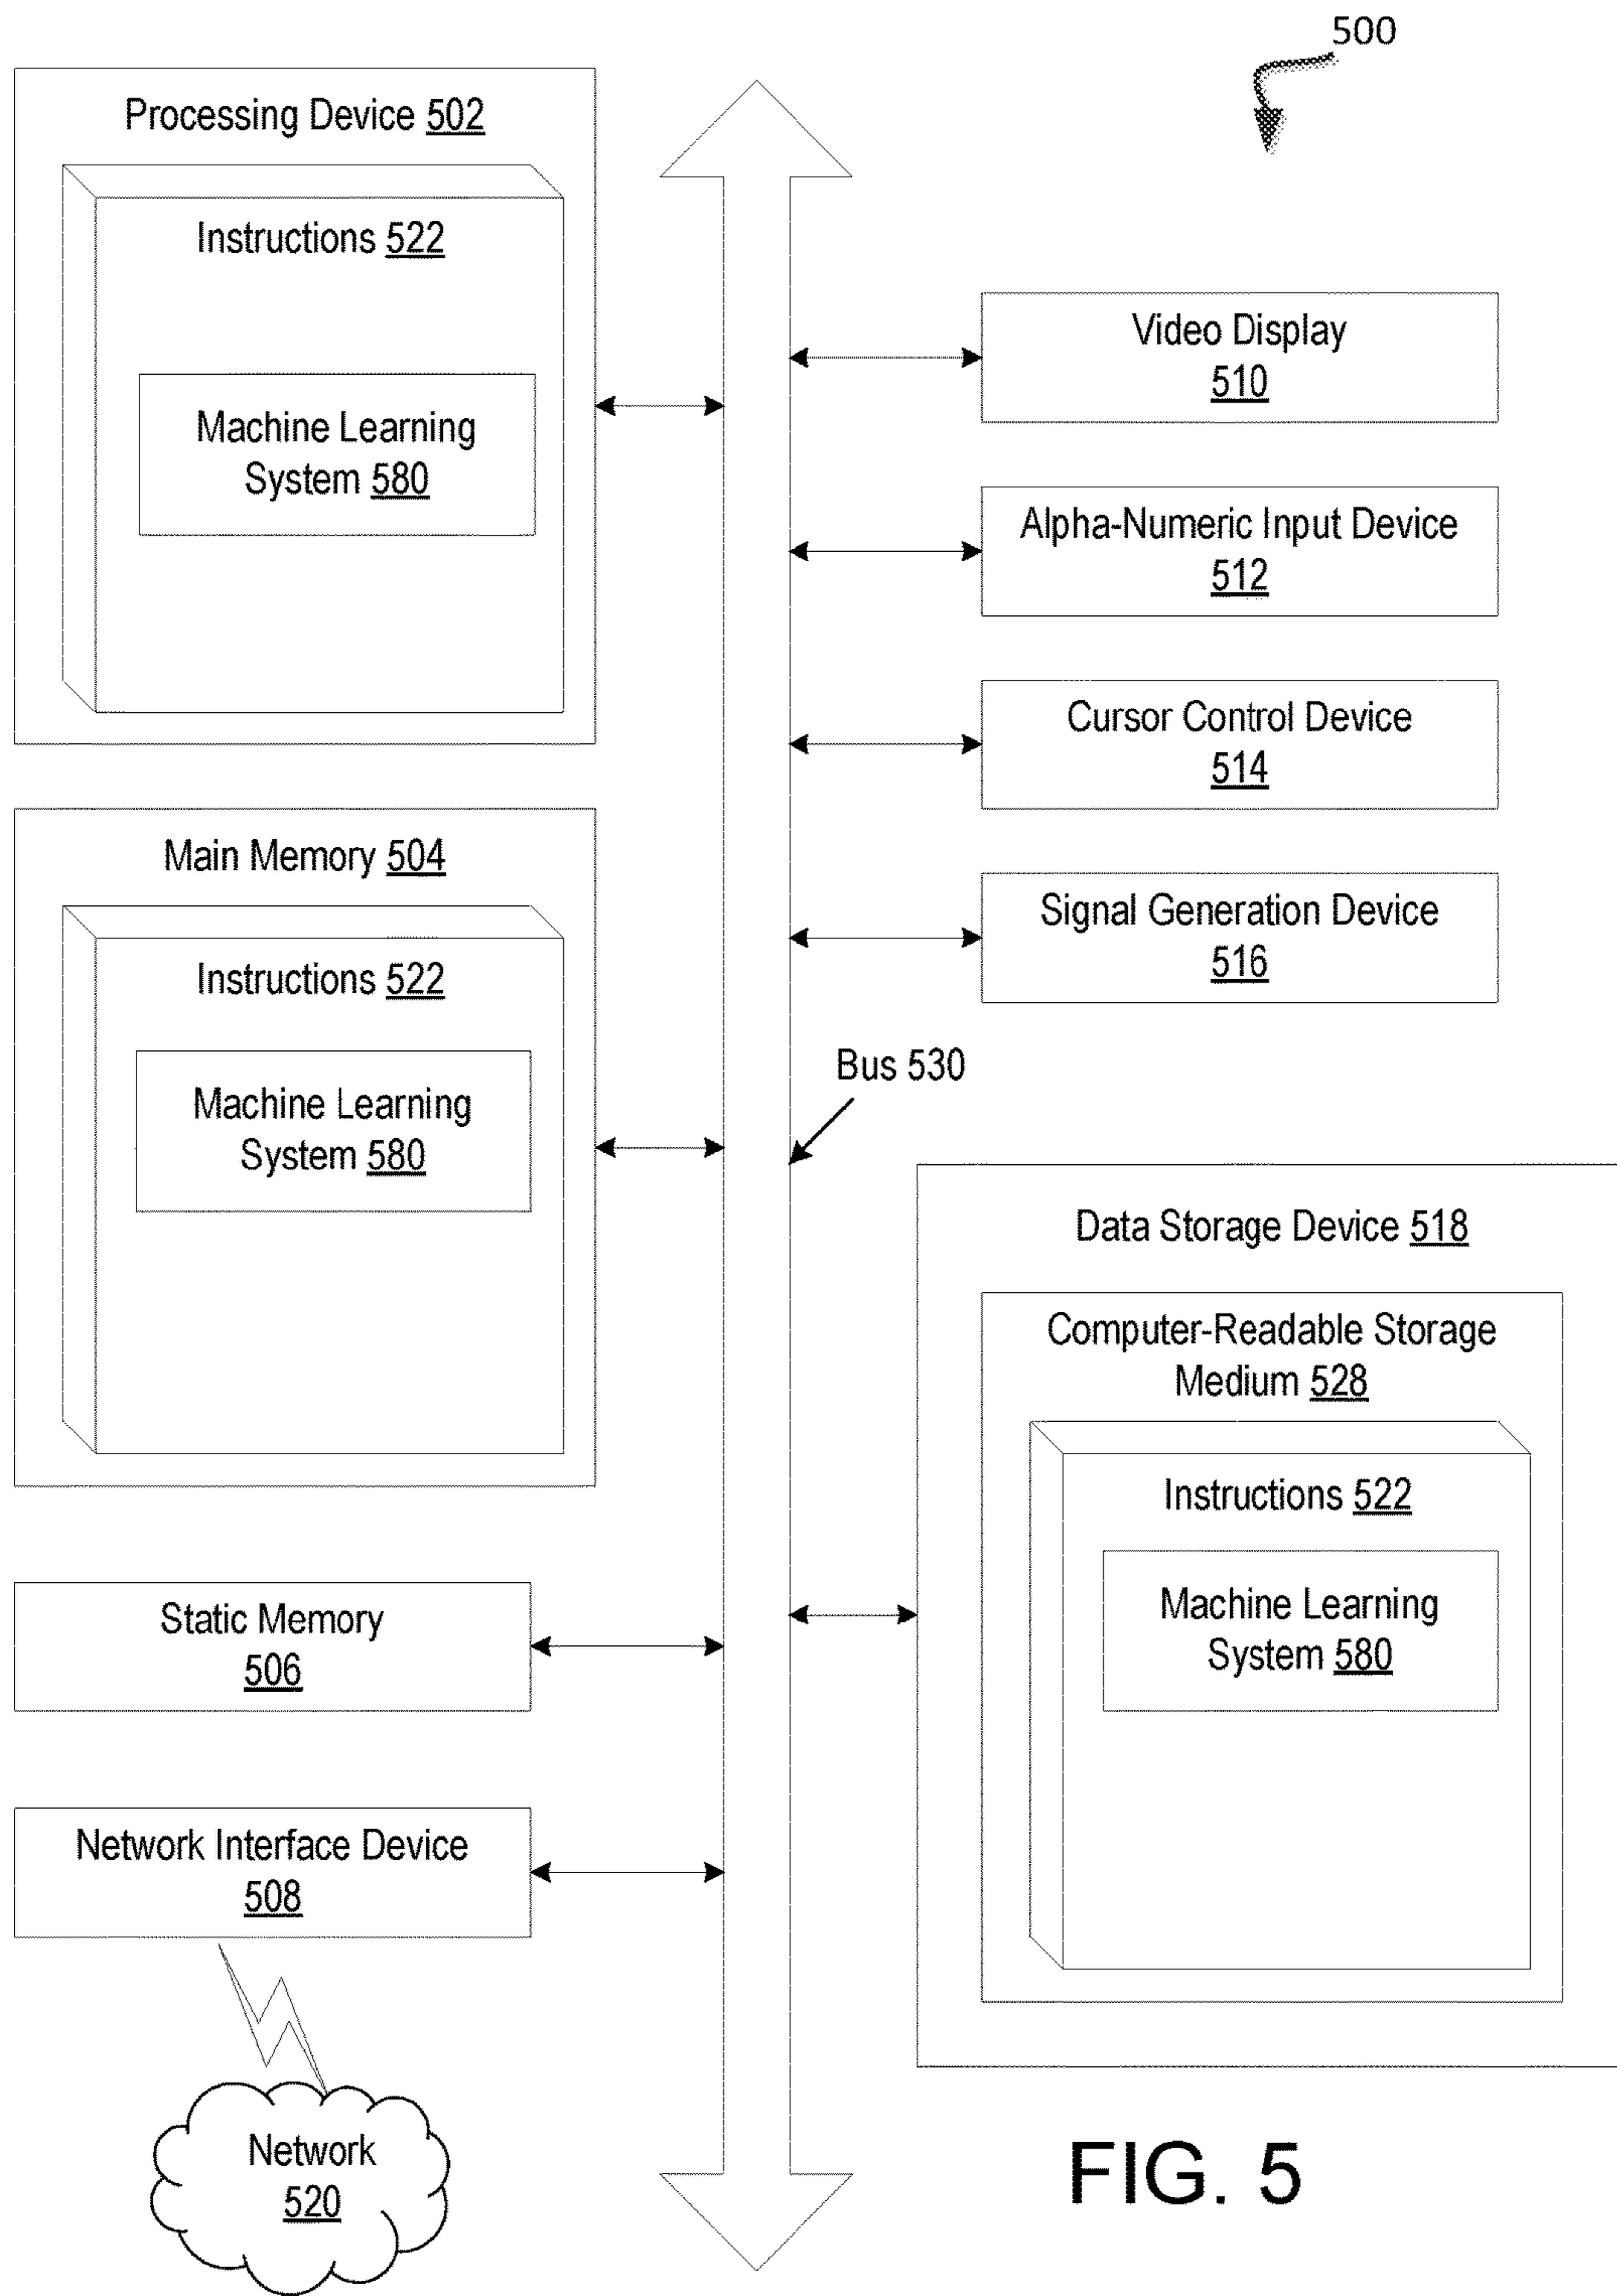 500
Processing Device 502
Instructions 522
Machine Learning
System 580
Main Memory 504
Instructions 522
Machine Learning
System 580
Static Memory
506
Network Interface Device
508
Network
520
Video Display
510
Alpha-Numeric Input Device
512
Cursor Control Device
514
Signal Generation Device
516
Bus 530
Data Storage Device 518
Computer-Readable Storage
Medium 528
Instructions 522
Machine Learning
System 580
FIG. 5